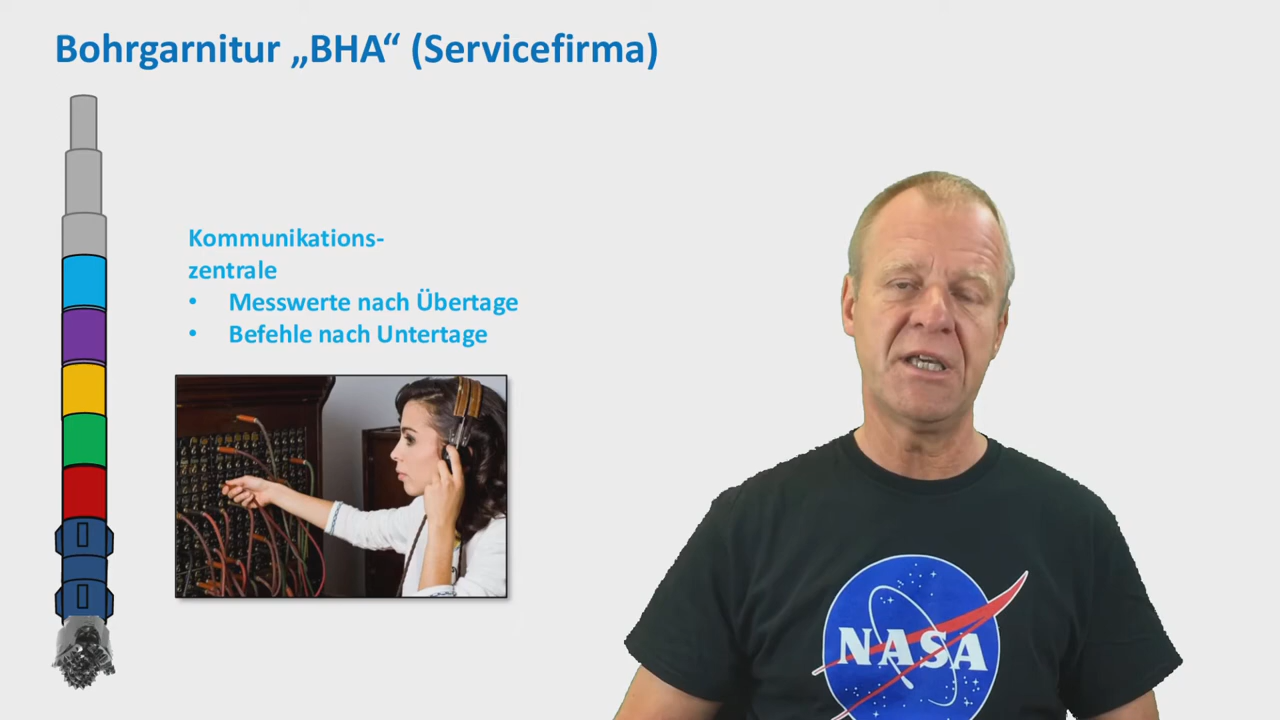 Bohrgarnitur „BHA“ (Servicefirma)
Kommunikations-
zentrale
• Messwerte nach Übertage
• Befehle nach Untertage
NASA